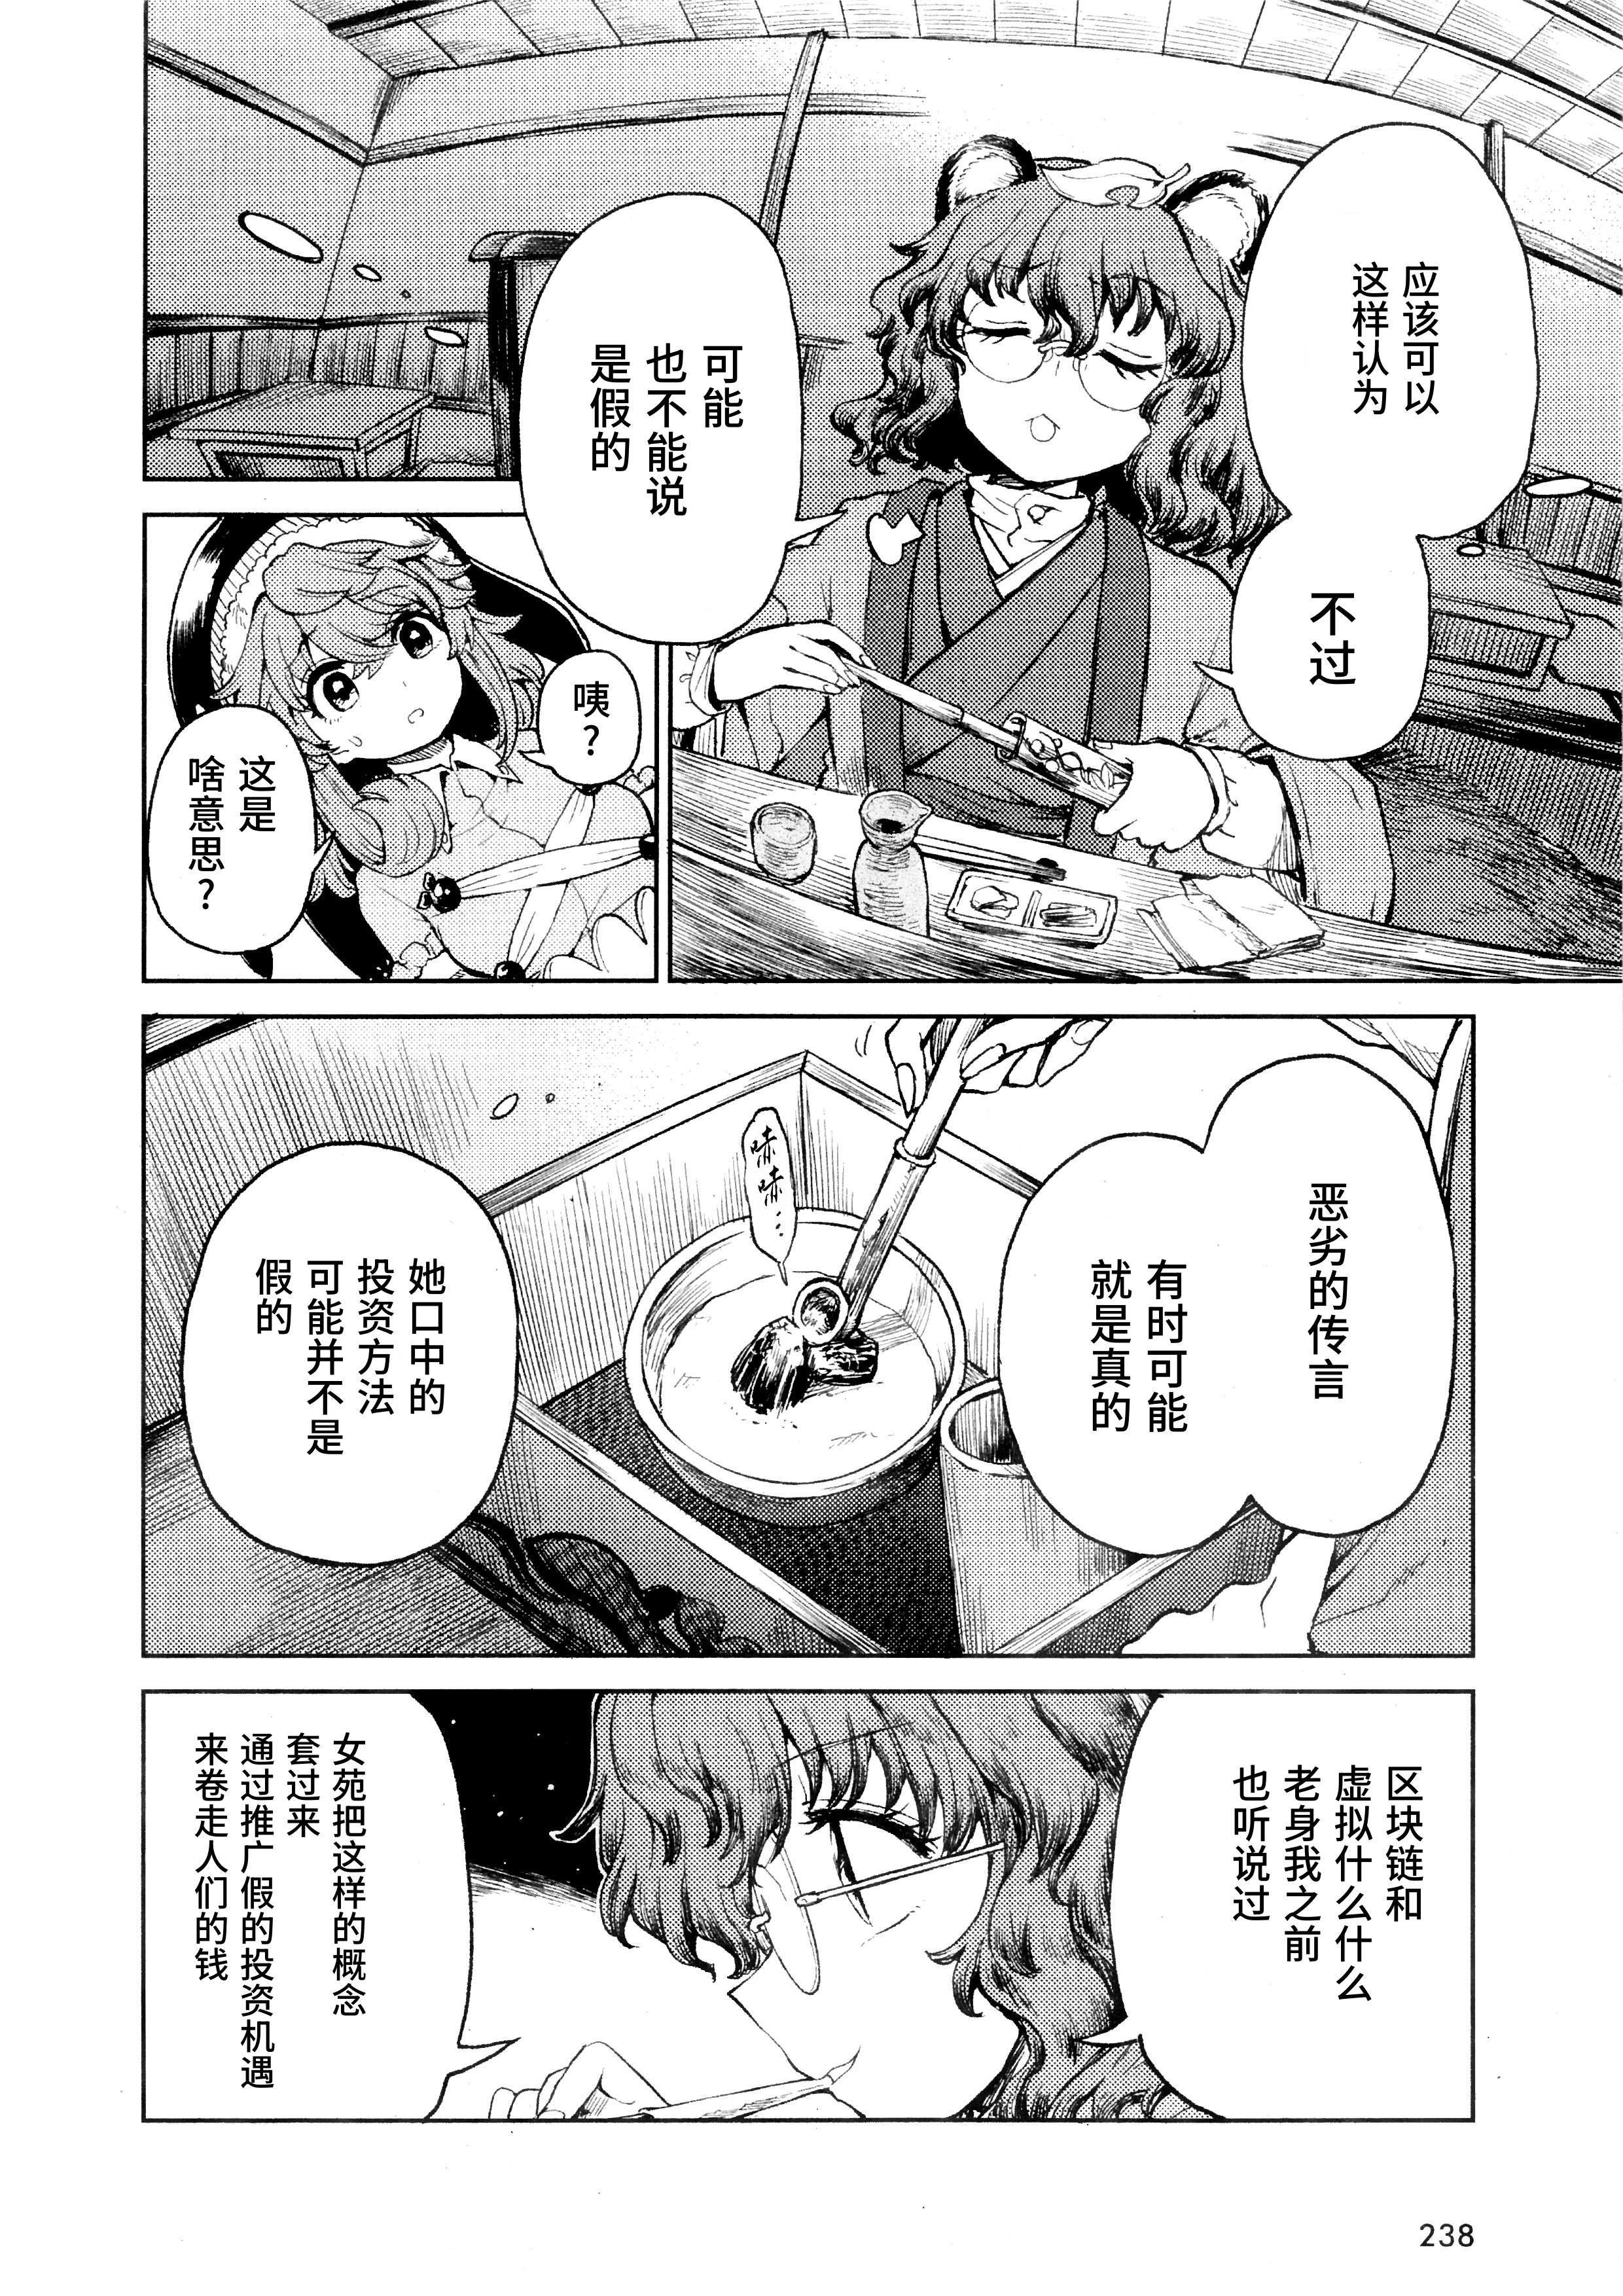 应该可以
这样认为
不过
可能
也不能说
是假的
咦?
这是
啥意思?
恶劣的传言
有时可能
就是真的
咔
咔…
她口中的
投资方法
可能并不是
假的
区块链和
虚拟什么什么
老身我之前
也听说过
女苑把这样的概念
套过来
通过推广假的投资机遇
来卷走人们的钱
238